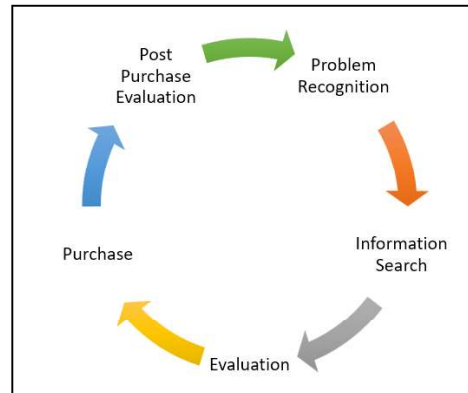 Post
Purchase
Evaluation
Problem
Recognition
Information
Search
Evaluation
Purchase